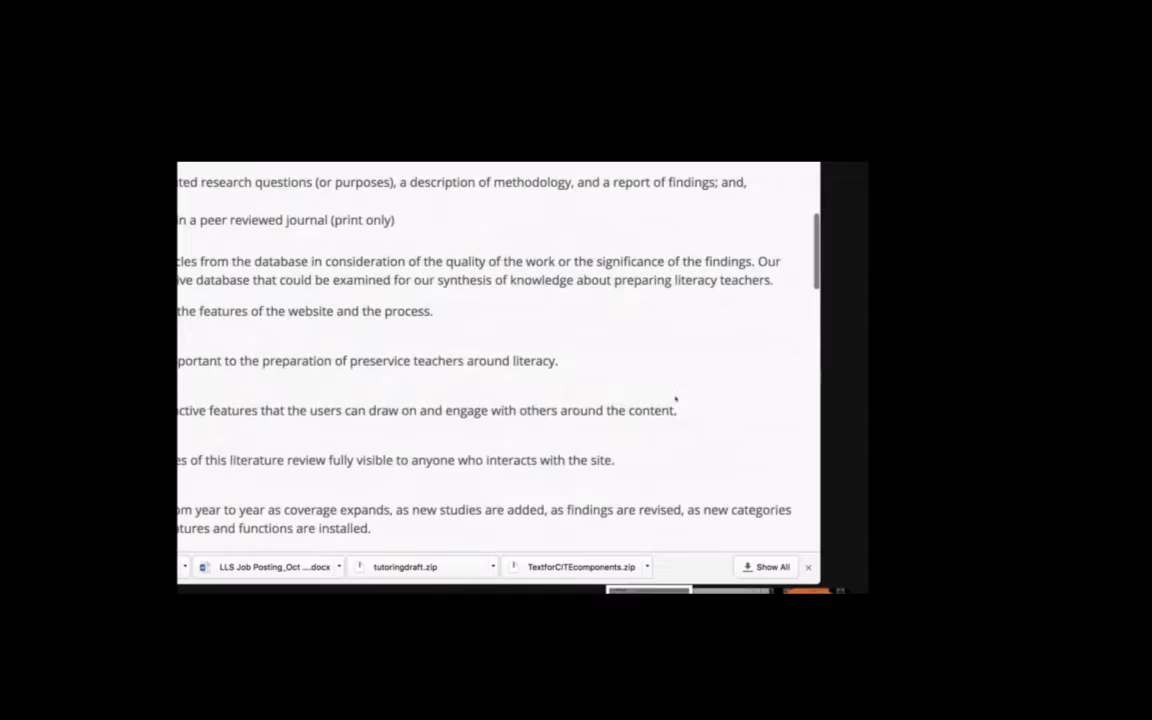 ted research questions (or purposes), a description of methodology, and a report of findings; and,
in a peer reviewed journal (print only)
cles from the database in consideration of the quality of the work or the significance of the findings. Our
ive database that could be examined for our synthesis of knowledge about preparing literacy teachers.
the features of the website and the process.
portant to the preparation of preservice teachers around literacy.
active features that the users can draw on and engage with others around the content.
es of this literature review fully visible to anyone who interacts with the site.
om year to year as coverage expands, as new studies are added, as findings are revised, as new categories
atures and functions are installed.
LLS Job Posting_Oct ....docx tutoringdraft.zip TextforCITEcomponents.zip Show All